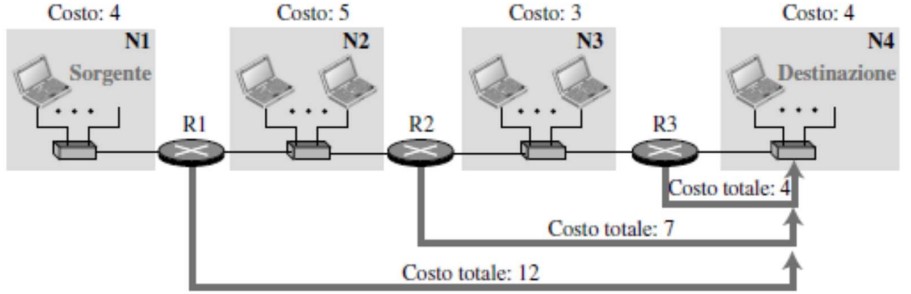 Costo: 4 Costo: 5 Costo: 3 Costo: 4
N1 N2 N3 N4
Sorgente Destinazione
R1 R2 R3
Costo totale: 4
Costo totale: 7
Costo totale: 12